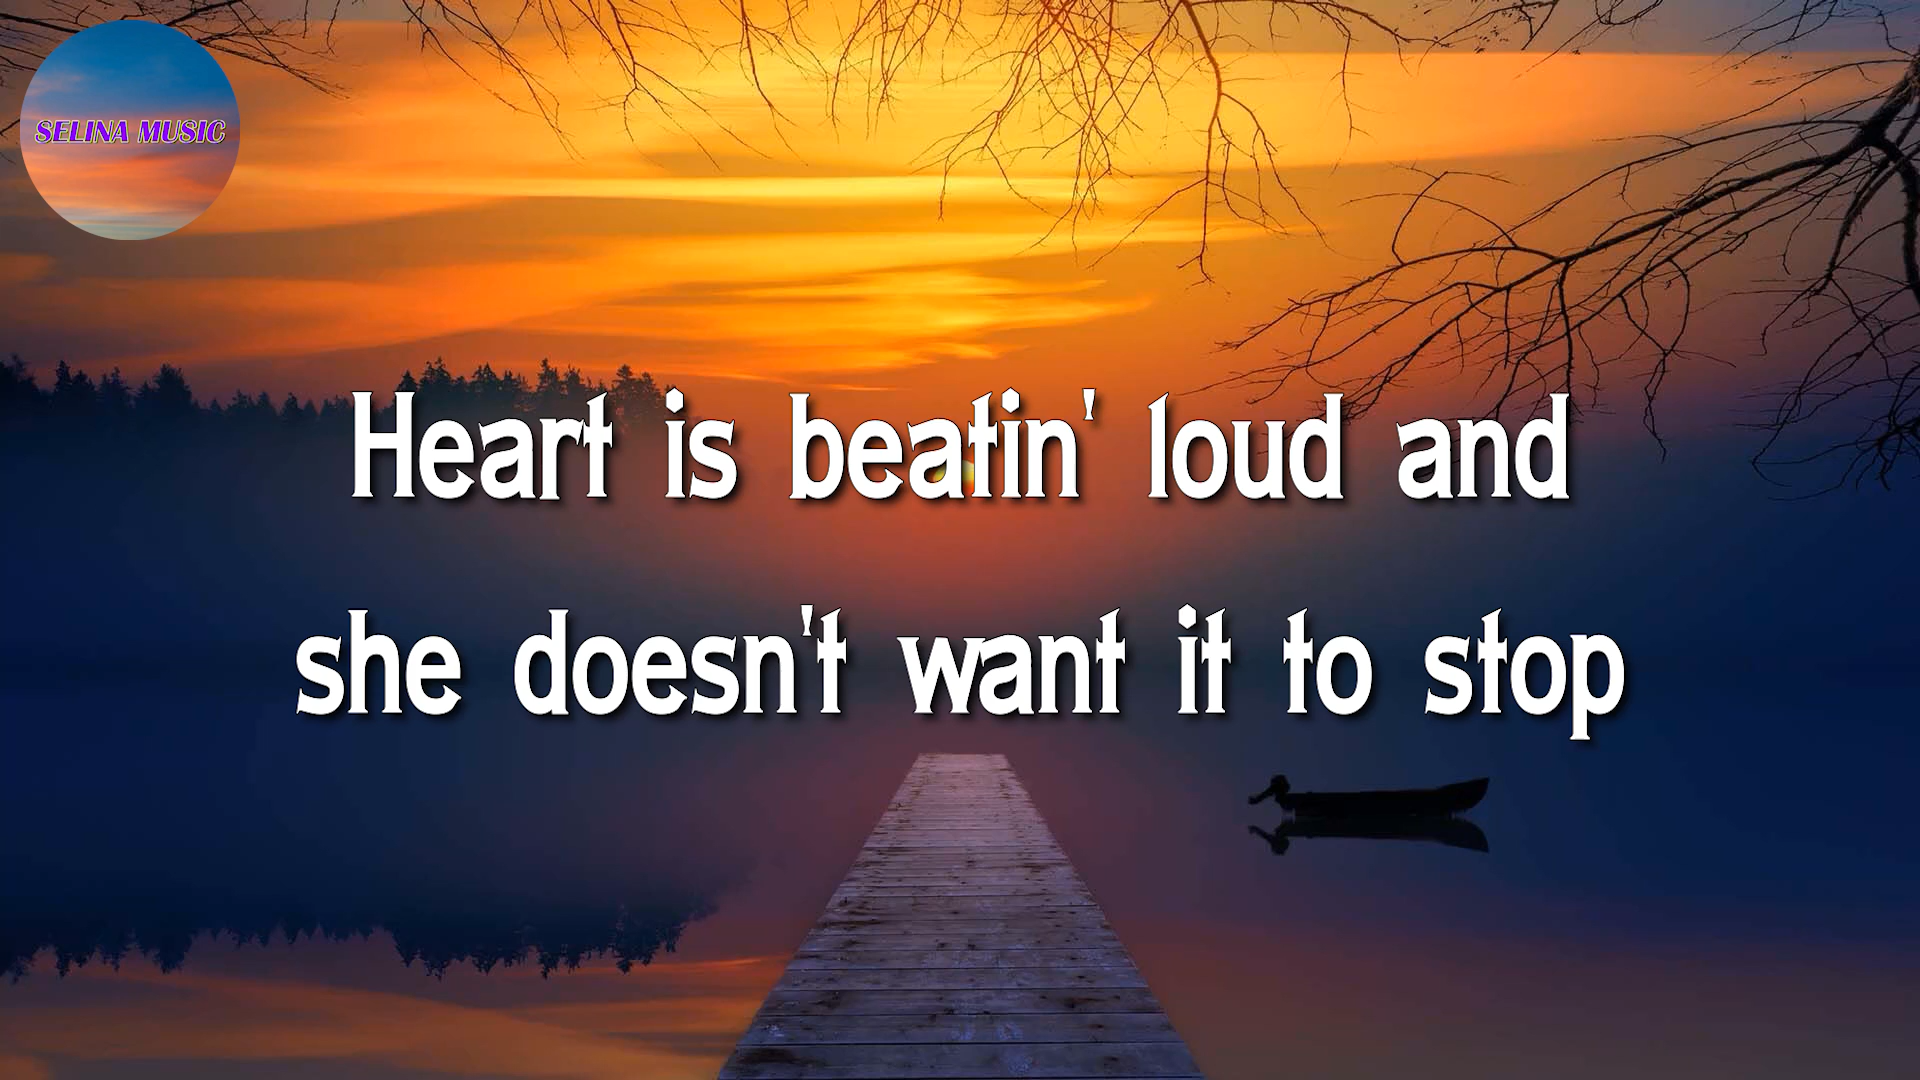 SELINA MUSIC
Heart is beatin' loud and
she doesn't want it to stop